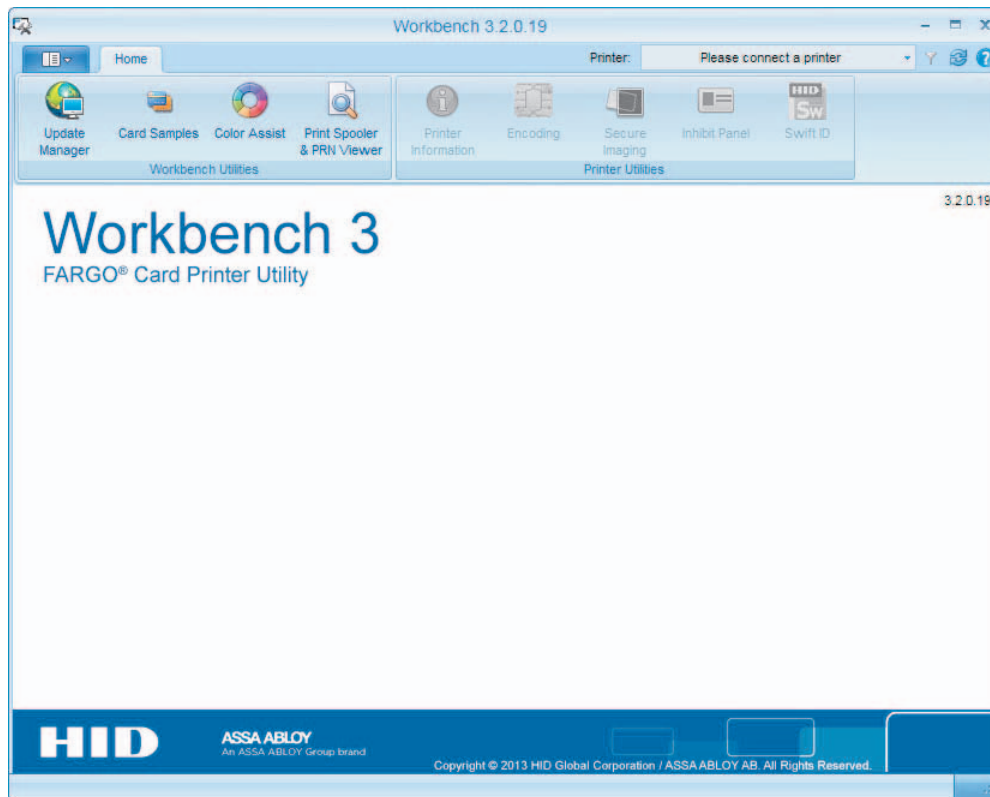 Workbench 3.2.0.19
Home
Printer: Please connect a printer
Update Manager
Card Samples
Color Assist
Print Spooler & PRN Viewer
Printer Information
Encoding
Secure Imaging
Inhibit Panel
HID Sw
Swift ID
Workbench Utilities
Printer Utilities
3.2.0.19
Workbench 3
FARGO® Card Printer Utility
HID
ASSA ABLOY
An ASSA ABLOY Group brand
Copyright © 2013 HID Global Corporation / ASSA ABLOY AB. All Rights Reserved.